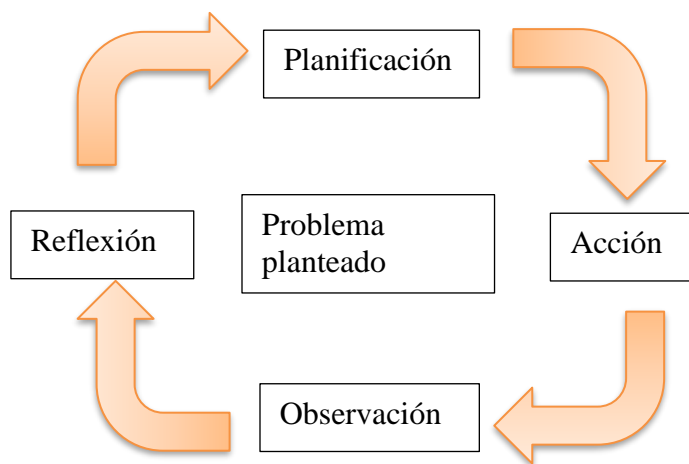 Planificación
Reflexión
Problema
planteado
Acción
Observación